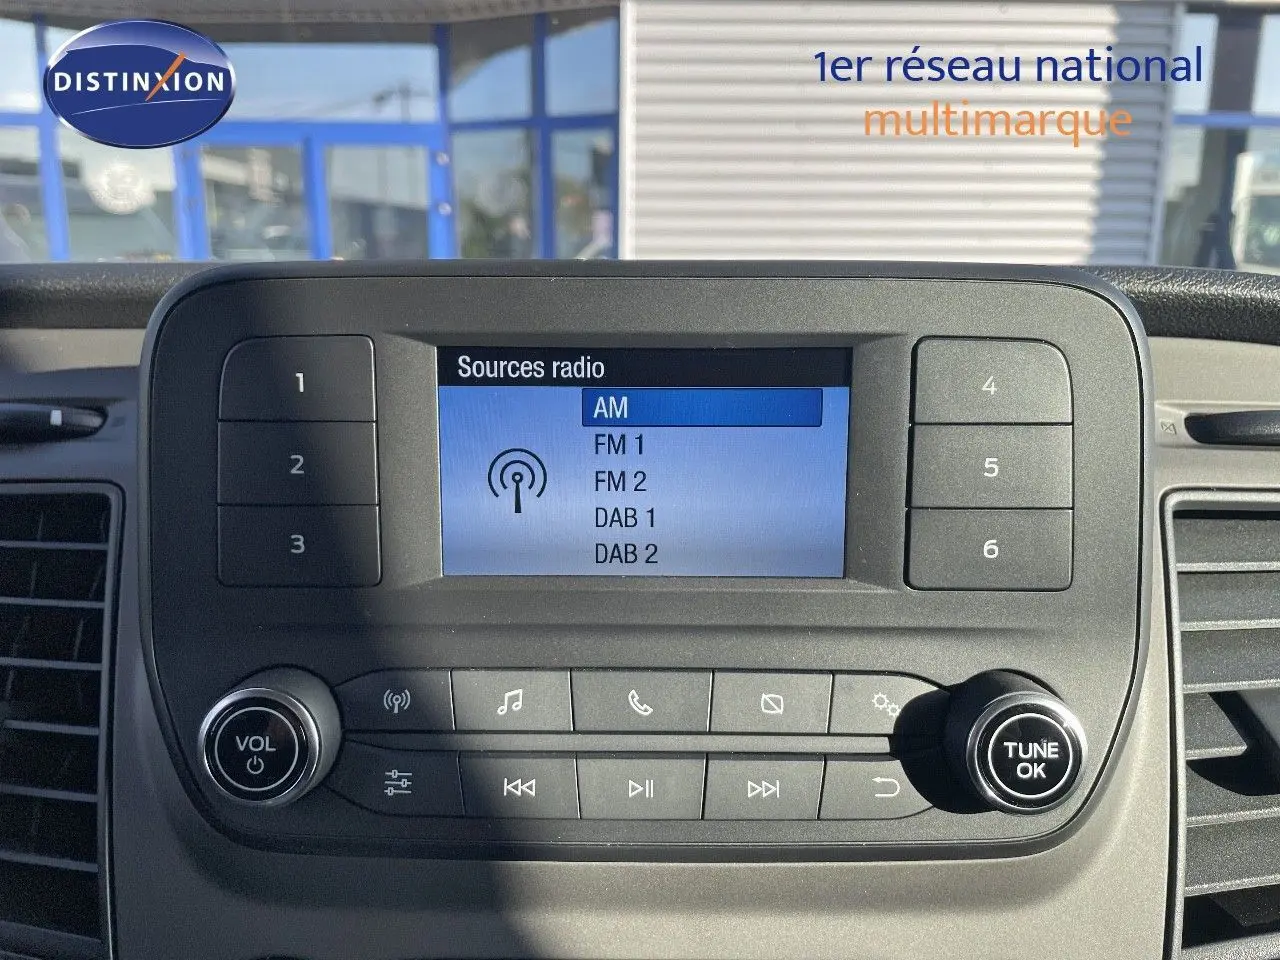 DISTINXION
1er réseau national
multimarque
Sources radio
AM
FM 1
FM 2
DAB 1
DAB 2
1
2
3
4
5
6
VOL
TUNE
OK